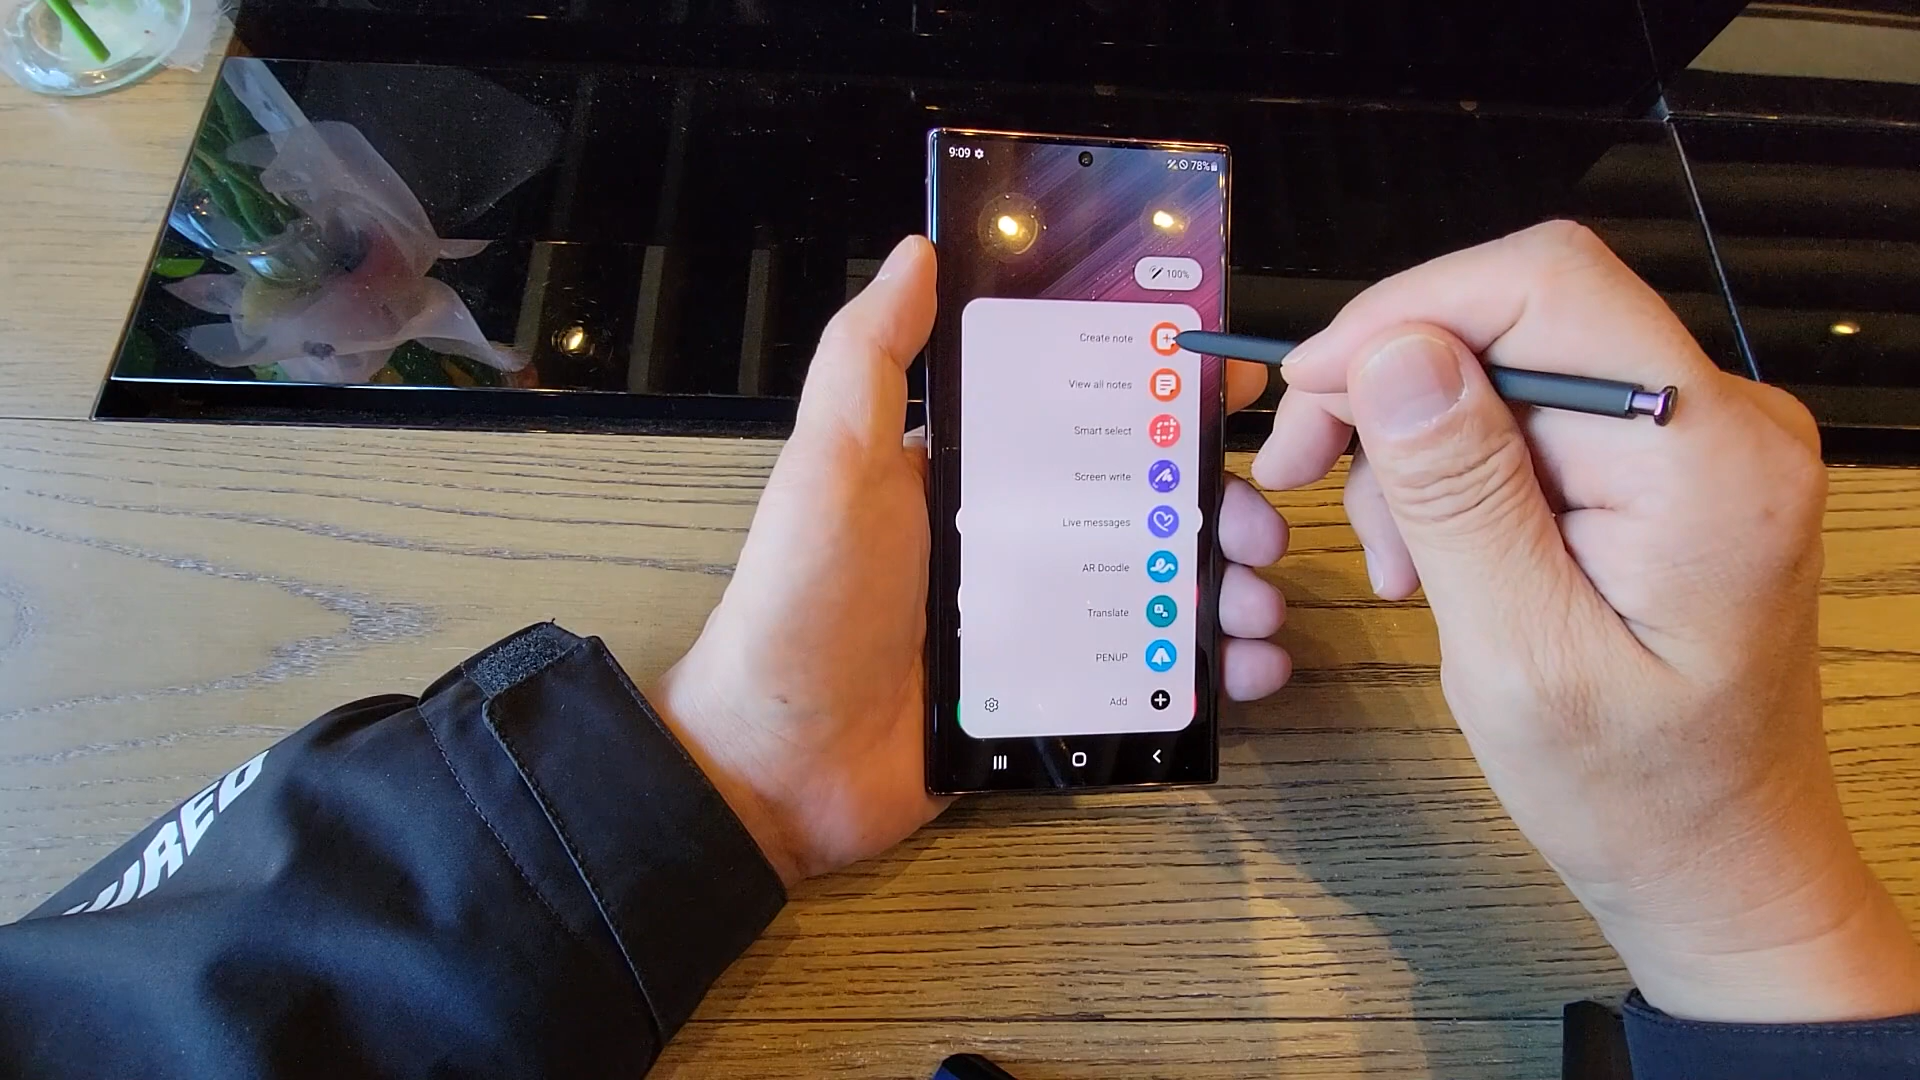 9:09
78%
100%
Create note
View all notes
Smart select
Screen write
Live messages
AR Doodle
Translate
PENUP
Add
URED